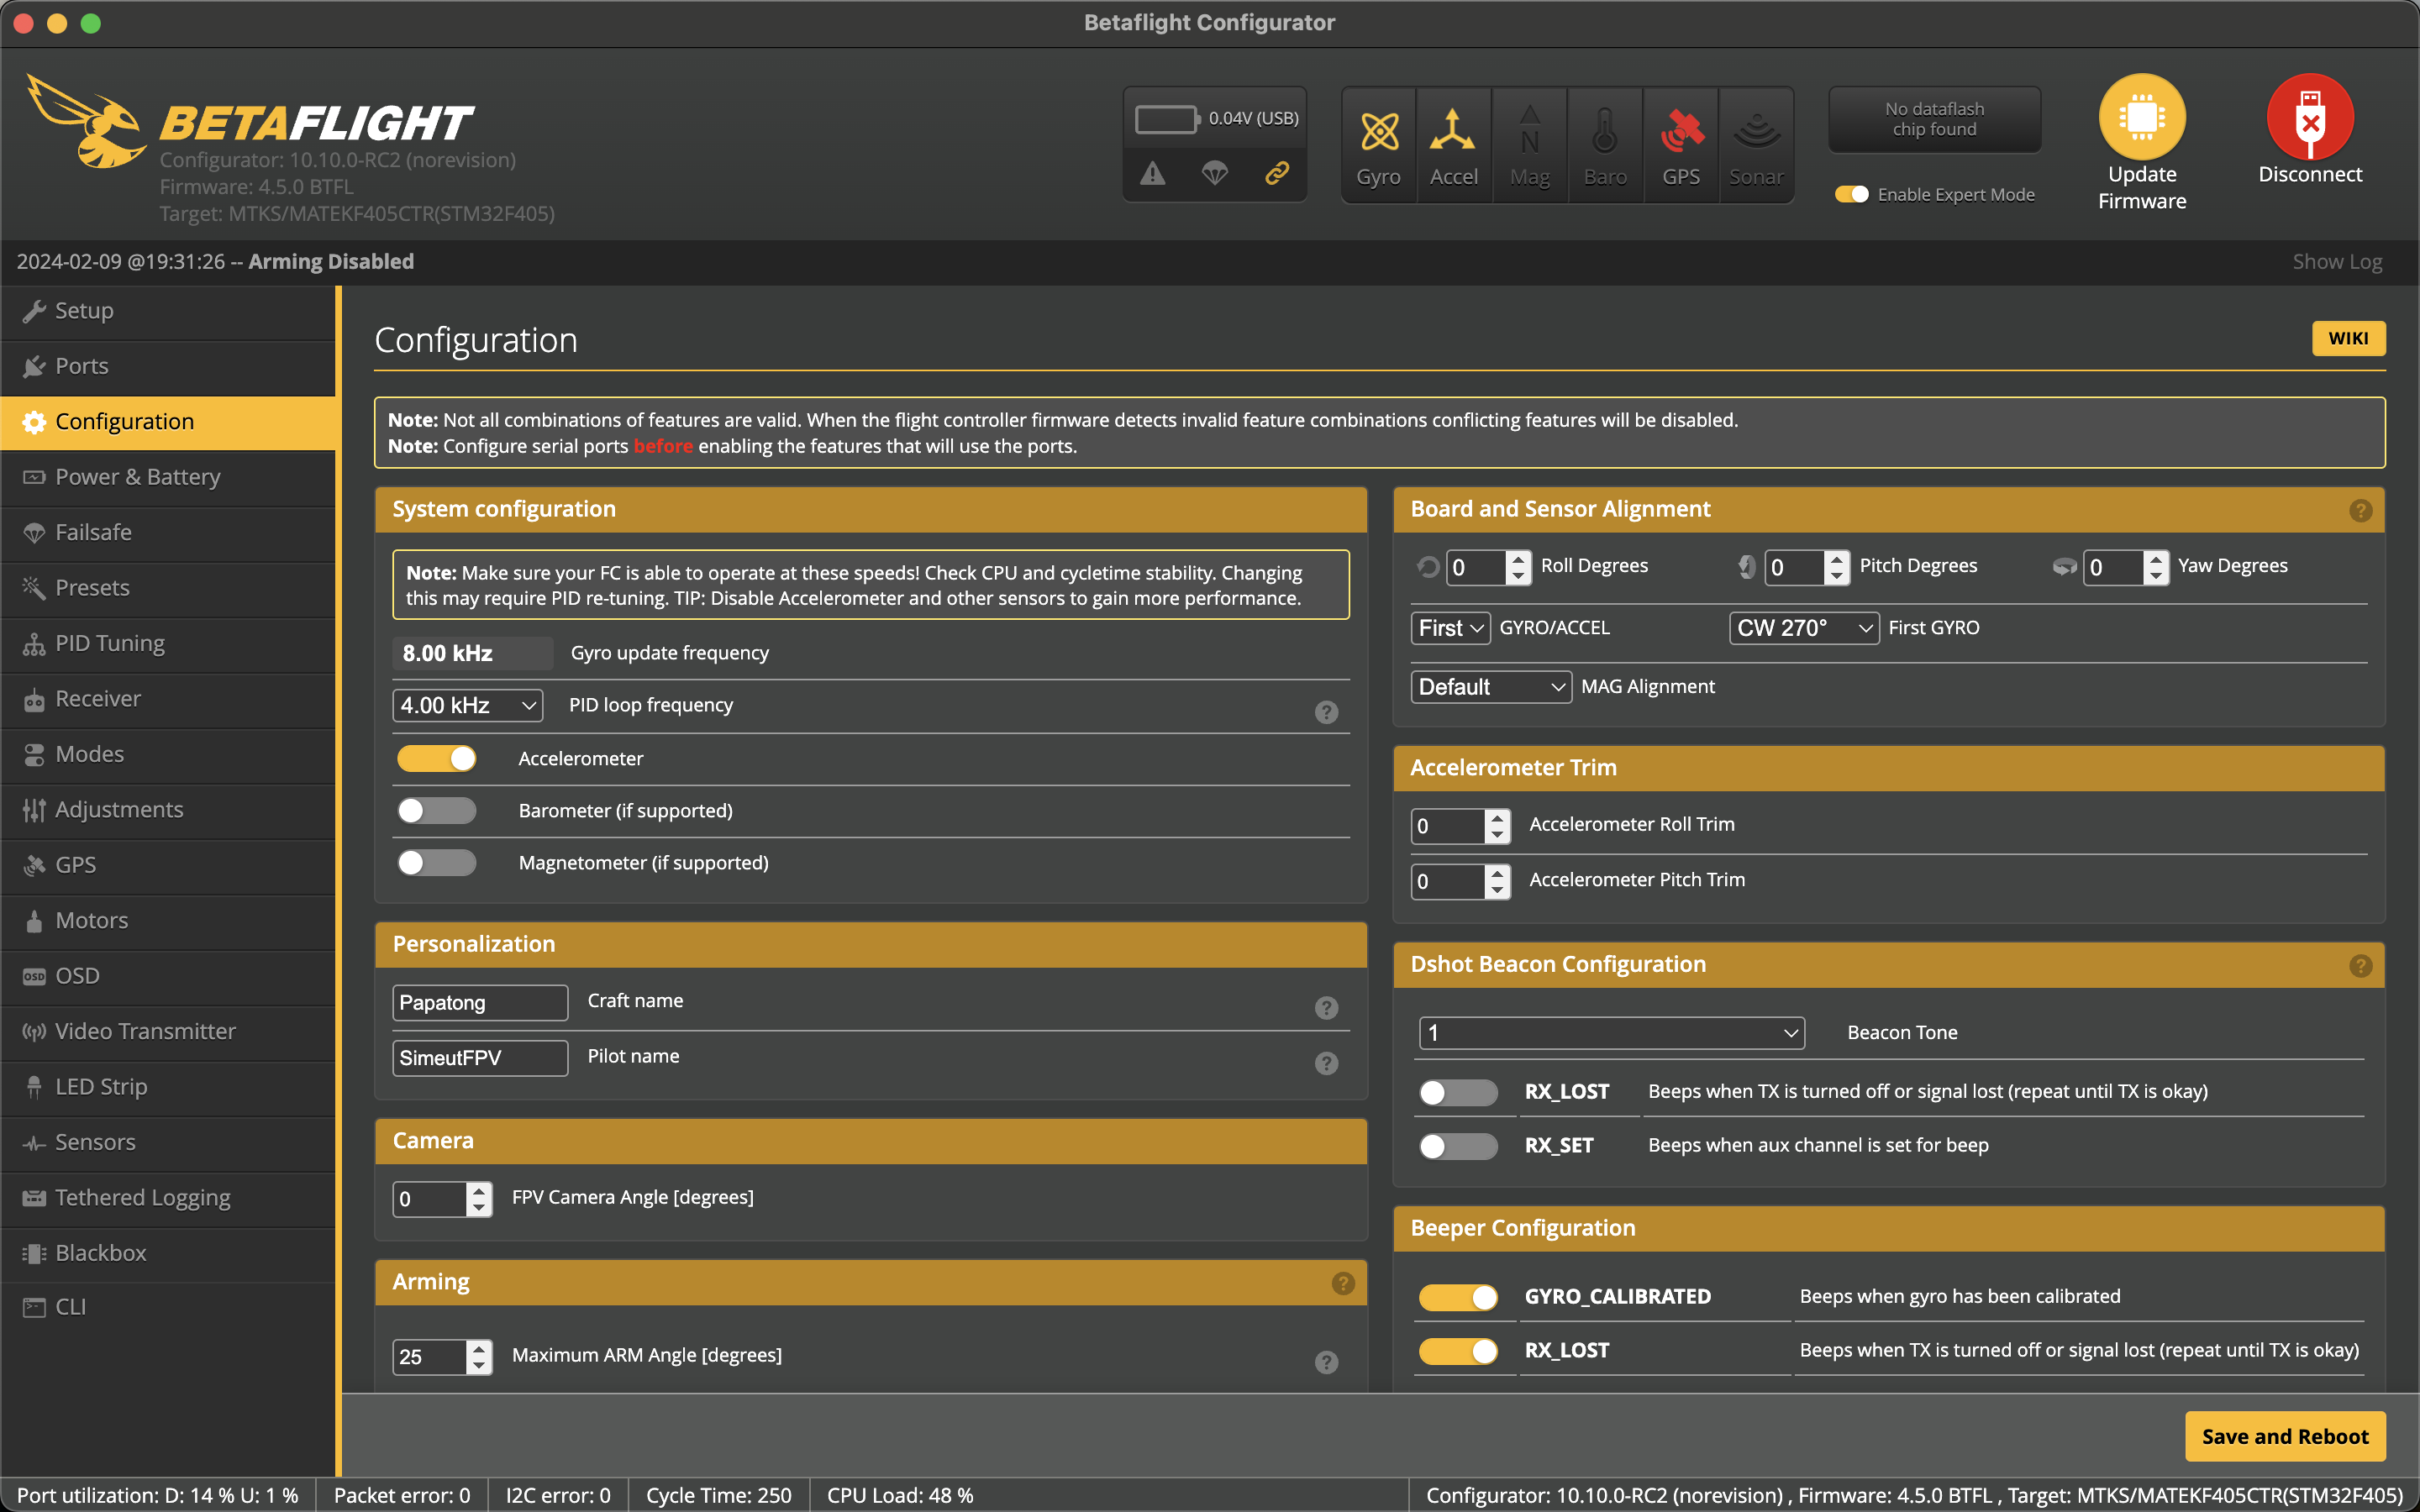 Betaflight Configurator
BETAFLIGHT
Configurator: 10.10.0-RC2 (norevision)
Firmware: 4.5.0 BTFL
Target: MTKS/MATEKF405CTR(STM32F405)
0.04V (USB)
Gyro
Accel
N
Mag
Baro
GPS
Sonar
No dataflash
chip found
Enable Expert Mode
Update
Firmware
Disconnect
2024-02-09 @19:31:26 -- Arming Disabled
Show Log
Setup
Ports
Configuration
Power & Battery
Failsafe
Presets
PID Tuning
Receiver
Modes
Adjustments
GPS
Motors
OSD OSD
Video Transmitter
LED Strip
Sensors
Tethered Logging
Blackbox
CLI
Configuration
WIKI
Note: Not all combinations of features are valid. When the flight controller firmware detects invalid feature combinations conflicting features will be disabled.
Note: Configure serial ports before enabling the features that will use the ports.
System configuration
Note: Make sure your FC is able to operate at these speeds! Check CPU and cycletime stability. Changing
this may require PID re-tuning. TIP: Disable Accelerometer and other sensors to gain more performance.
8.00 kHz Gyro update frequency
4.00 kHz PID loop frequency ?
Accelerometer
Barometer (if supported)
Magnetometer (if supported)
Personalization
Papatong Craft name ?
SimeutFPV Pilot name ?
Camera
0 FPV Camera Angle [degrees]
Arming ?
25 Maximum ARM Angle [degrees] ?
Board and Sensor Alignment ?
0 Roll Degrees 0 Pitch Degrees 0 Yaw Degrees
First GYRO/ACCEL CW 270° First GYRO
Default MAG Alignment
Accelerometer Trim
0 Accelerometer Roll Trim
0 Accelerometer Pitch Trim
Dshot Beacon Configuration ?
1 Beacon Tone
RX_LOST Beeps when TX is turned off or signal lost (repeat until TX is okay)
RX_SET Beeps when aux channel is set for beep
Beeper Configuration
GYRO_CALIBRATED Beeps when gyro has been calibrated
RX_LOST Beeps when TX is turned off or signal lost (repeat until TX is okay)
Save and Reboot
Port utilization: D: 14 % U: 1 % Packet error: 0 I2C error: 0 Cycle Time: 250 CPU Load: 48 % Configurator: 10.10.0-RC2 (norevision) , Firmware: 4.5.0 BTFL , Target: MTKS/MATEKF405CTR(STM32F405)